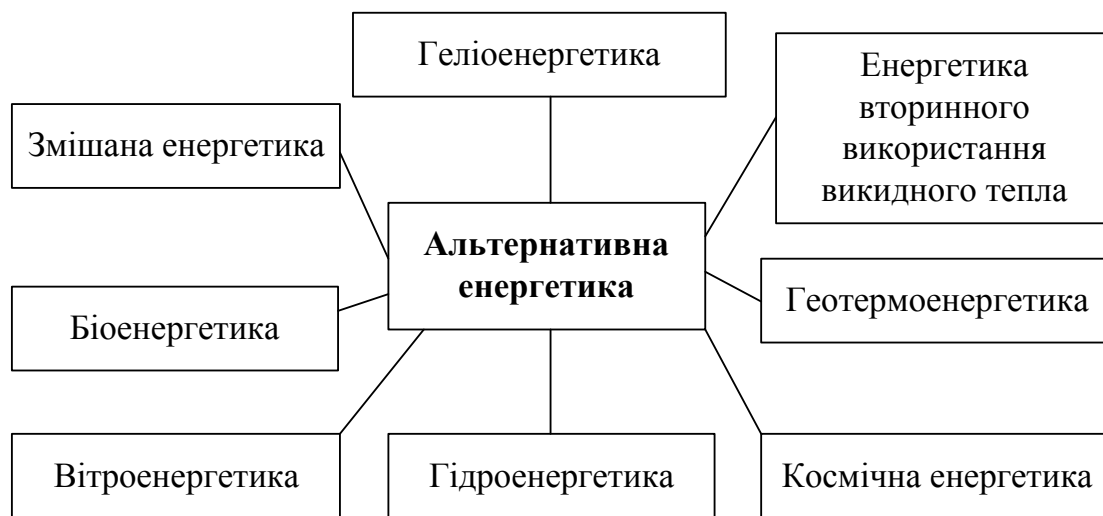 Геліоенергетика
Енергетика
вторинного
використання
викидного тепла
Змішана енергетика
Альтернативна
енергетика
Геотермоенергетика
Біоенергетика
Вітроенергетика
Гідроенергетика
Космічна енергетика